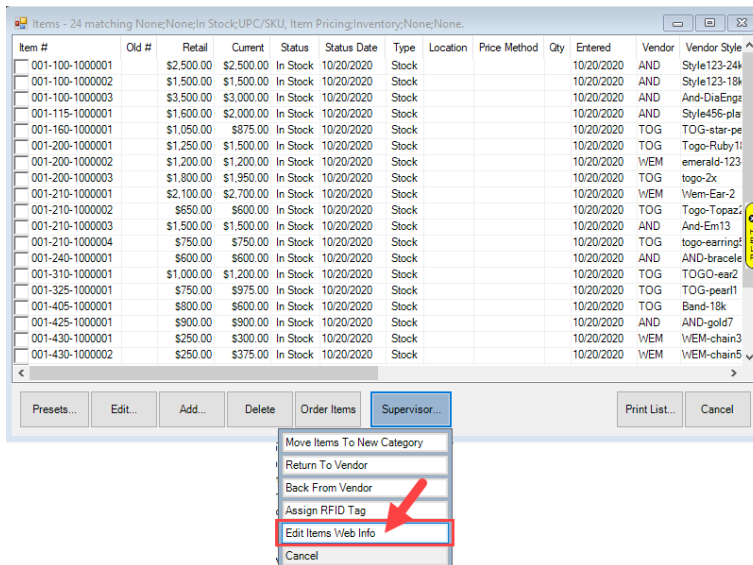 Items - 24 matching None;None;In Stock;UPC/SKU, Item Pricing;Inventory;None;None.
Item # Old # Retail Current Status Status Date Type Location Price Method Qty Entered Vendor Vendor Style
001-100-1000001 $2,500.00 $2,500.00 In Stock 10/20/2020 Stock 10/20/2020 AND Style123-24k
001-100-1000002 $1,500.00 $1,500.00 In Stock 10/20/2020 Stock 10/20/2020 AND Style123-18k
001-100-1000003 $3,500.00 $3,000.00 In Stock 10/20/2020 Stock 10/20/2020 AND And-DiaEnga
001-115-1000001 $1,600.00 $2,000.00 In Stock 10/20/2020 Stock 10/20/2020 AND Style456-pla
001-160-1000001 $1,050.00 $875.00 In Stock 10/20/2020 Stock 10/20/2020 TOG TOG-star-pe
001-200-1000001 $1,250.00 $1,500.00 In Stock 10/20/2020 Stock 10/20/2020 TOG Togo-Ruby18
001-200-1000002 $1,200.00 $1,200.00 In Stock 10/20/2020 Stock 10/20/2020 WEM emerald-123
001-200-1000003 $1,800.00 $1,950.00 In Stock 10/20/2020 Stock 10/20/2020 TOG togo-2x
001-210-1000001 $2,100.00 $2,700.00 In Stock 10/20/2020 Stock 10/20/2020 WEM Wem-Ear-2
001-210-1000002 $650.00 $600.00 In Stock 10/20/2020 Stock 10/20/2020 TOG Togo-Topaz2
001-210-1000003 $1,500.00 $1,500.00 In Stock 10/20/2020 Stock 10/20/2020 AND And-Em13
001-210-1000004 $750.00 $750.00 In Stock 10/20/2020 Stock 10/20/2020 TOG togo-earring5
001-240-1000001 $600.00 $600.00 In Stock 10/20/2020 Stock 10/20/2020 AND AND-bracele
001-310-1000001 $1,000.00 $1,200.00 In Stock 10/20/2020 Stock 10/20/2020 TOG TOGO-ear2
001-325-1000001 $750.00 $975.00 In Stock 10/20/2020 Stock 10/20/2020 TOG TOG-pearl1
001-405-1000001 $800.00 $600.00 In Stock 10/20/2020 Stock 10/20/2020 TOG Band-18k
001-425-1000001 $900.00 $900.00 In Stock 10/20/2020 Stock 10/20/2020 AND AND-gold7
001-430-1000001 $250.00 $300.00 In Stock 10/20/2020 Stock 10/20/2020 WEM WEM-chain3
001-430-1000002 $250.00 $375.00 In Stock 10/20/2020 Stock 10/20/2020 WEM WEM-chain5
Presets... Edit... Add... Delete Order Items Supervisor... Print List... Cancel
Move Items To New Category
Return To Vendor
Back From Vendor
Assign RFID Tag
Edit Items Web Info
Cancel